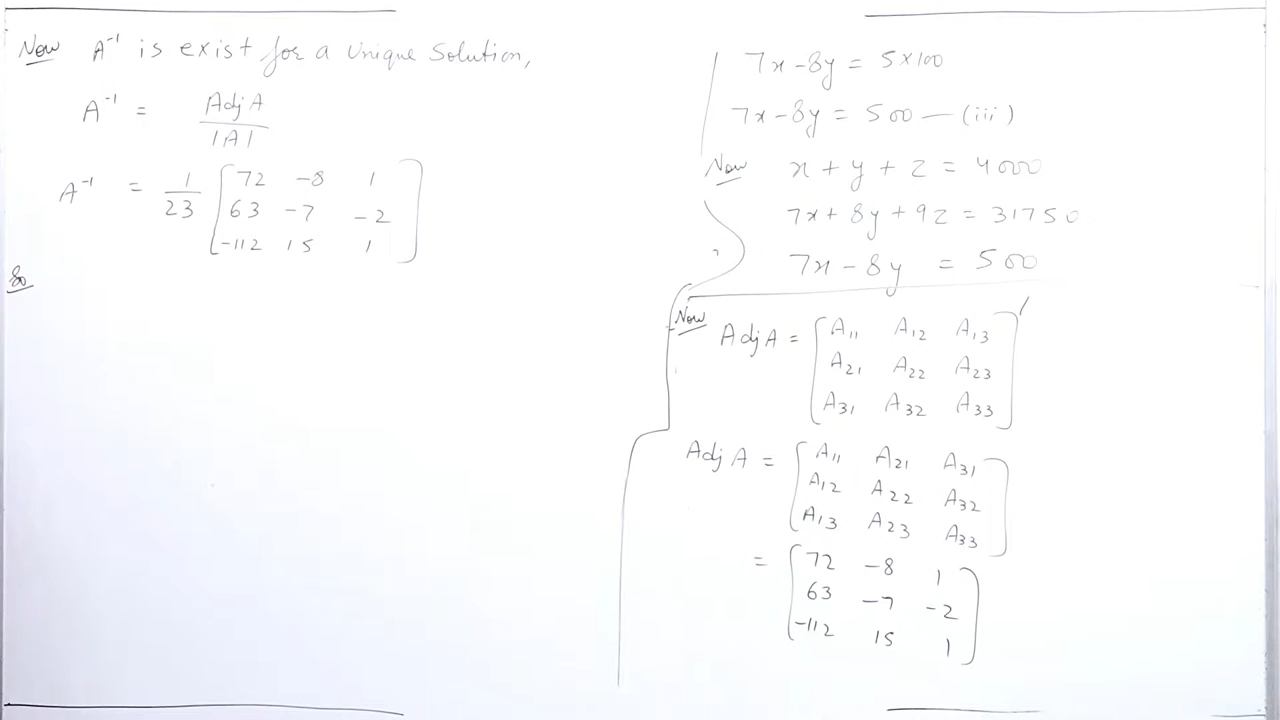 Now A⁻¹ is exist for a Unique Solution,
A⁻¹ = Adj A / |A|
A⁻¹ = 1/23 [72 -8 1
63 -7 -2
-112 15 1]
So
7x-8y = 5×100
7x-8y = 500 — (iii)
Now x + y + z = 4000
7x + 8y + 9z = 31750
7x - 8y = 500
Now Adj A = [A₁₁ A₁₂ A₁₃
A₂₁ A₂₂ A₂₃
A₃₁ A₃₂ A₃₃]′
Adj A = [A₁₁ A₂₁ A₃₁
A₁₂ A₂₂ A₃₂
A₁₃ A₂₃ A₃₃]
= [72 -8 1
63 -7 -2
-112 15 1]